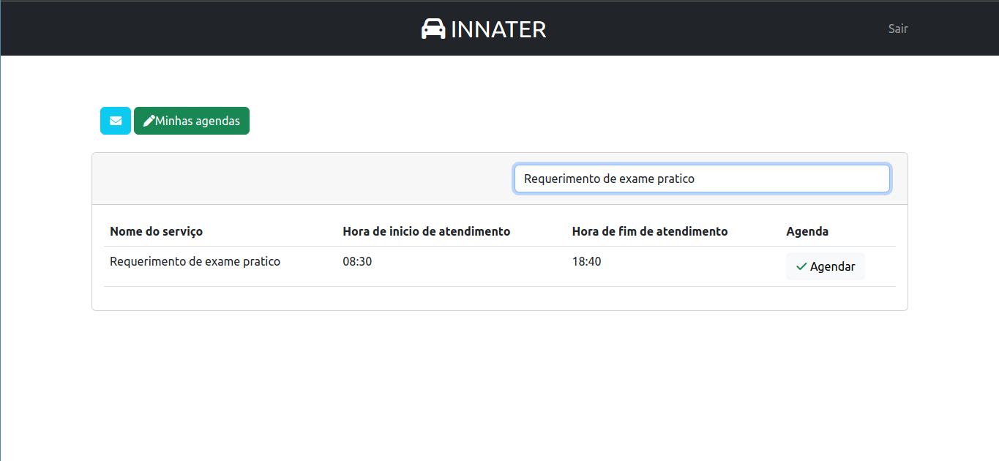 INNATER
Sair
Minhas agendas
Requerimento de exame pratico
Nome do serviço Hora de inicio de atendimento Hora de fim de atendimento Agenda
Requerimento de exame pratico 08:30 18:40 Agendar